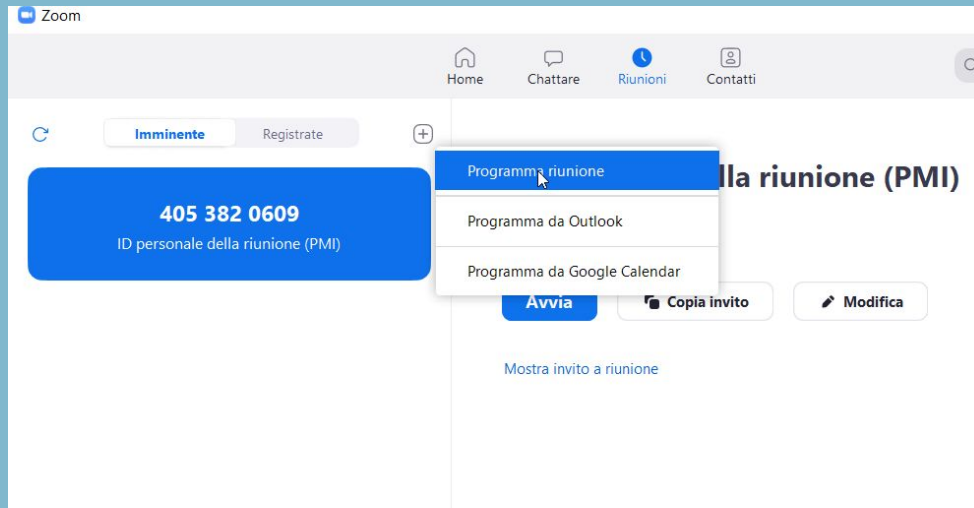 Zoom
Home Chattare Riunioni Contatti
Imminente Registrate
Programma riunione
lla riunione (PMI)
405 382 0609
Programma da Outlook
ID personale della riunione (PMI)
Programma da Google Calendar
Avvia Copia invito Modifica
Mostra invito a riunione